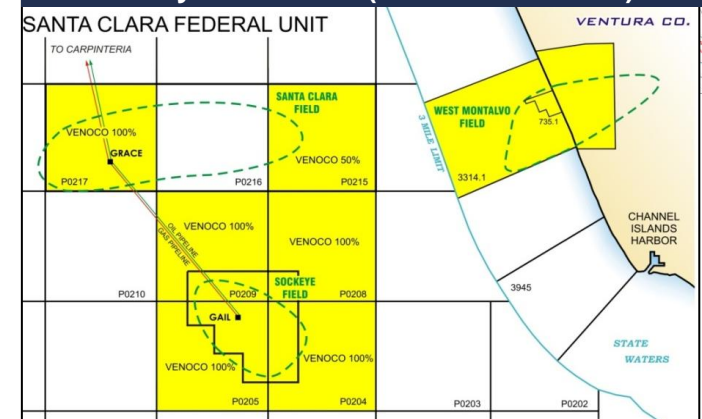 SANTA CLARA FEDERAL UNIT
VENTURA CO.
TO CARPINTERIA
SANTA CLARA
FIELD
WEST MONTALVO
FIELD
735.1
3 MILE LIMIT
VENOCO 100%
GRACE
VENOCO 50%
P0217
P0216
P0215
3314.1
CHANNEL
ISLANDS
HARBOR
VENOCO 100%
VENOCO 100%
OIL PIPELINE
GAS PIPELINE
SOCKEYE
FIELD
P0210
P0209
P0208
3945
GAIL
STATE
WATERS
VENOCO 100%
VENOCO 100%
P0205
P0204
P0203
P0202